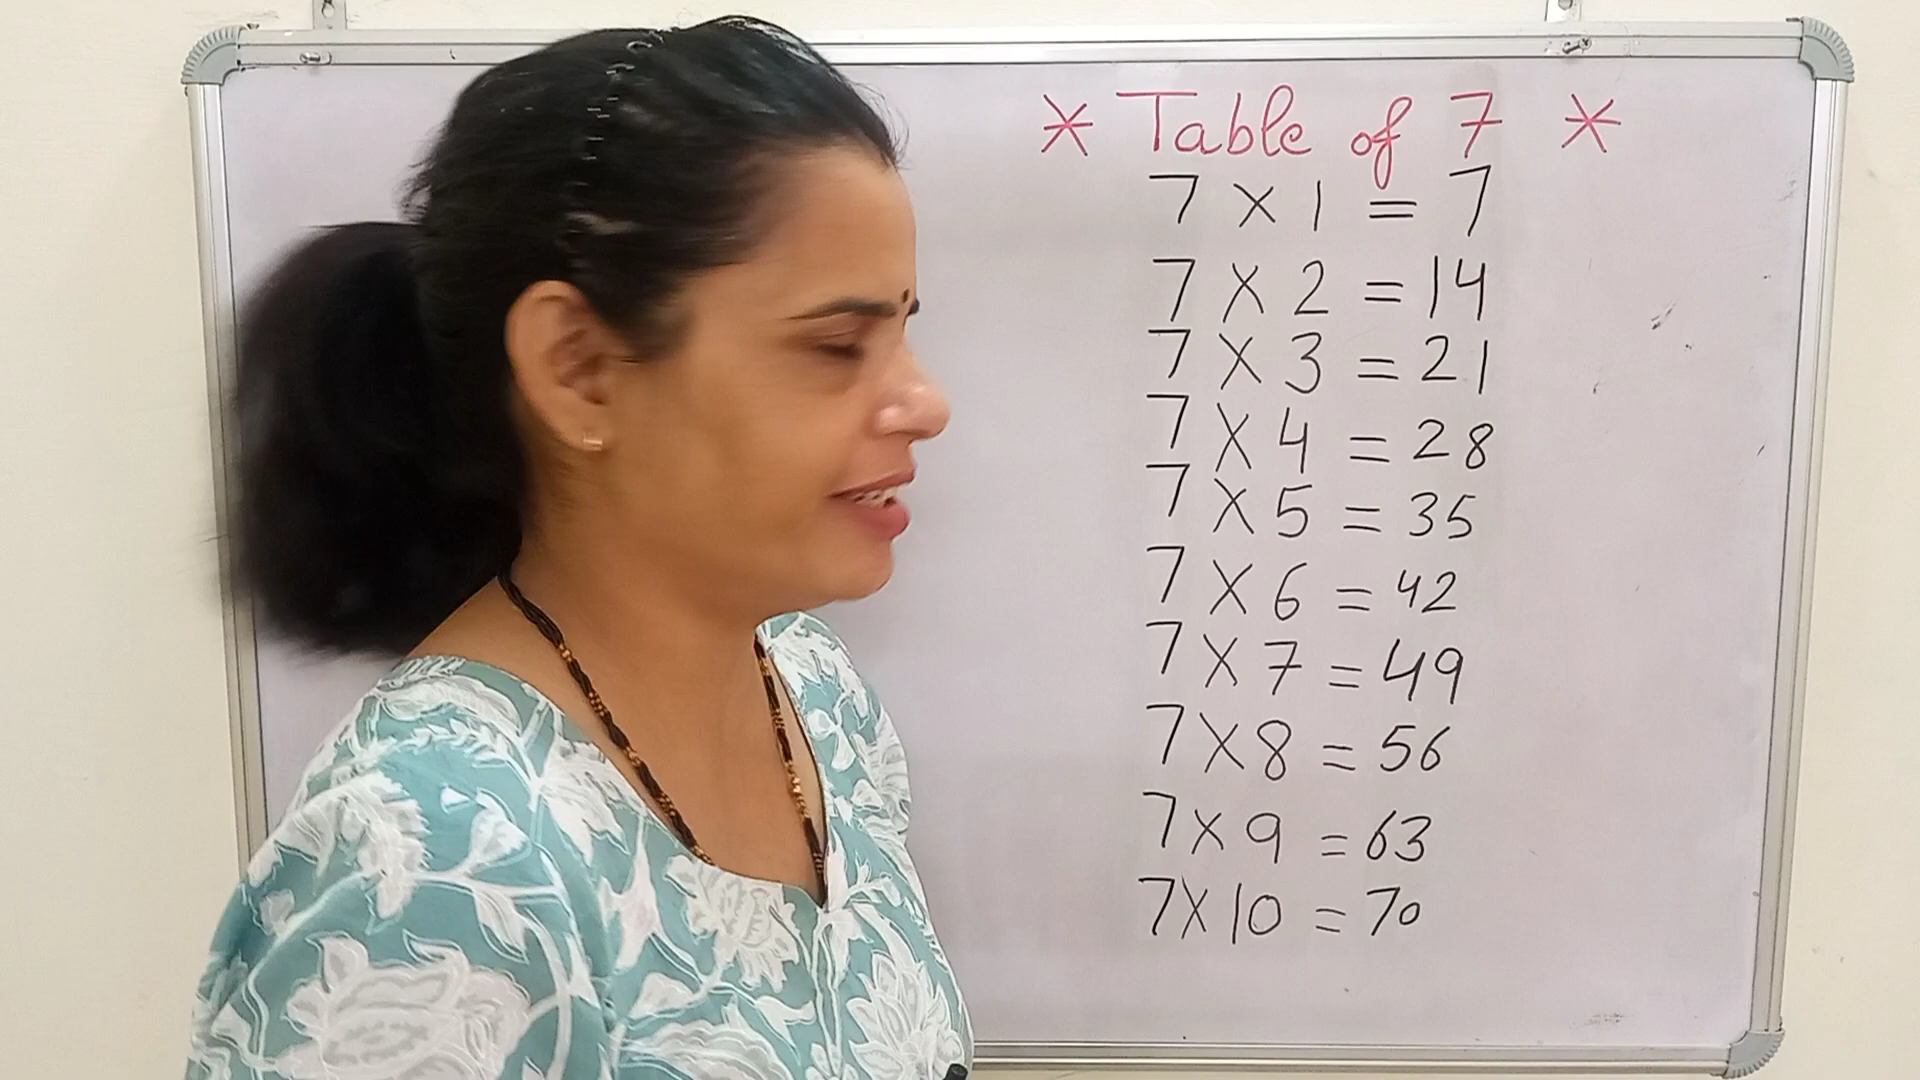 * Table of 7 *
7 × 1 = 7
7 × 2 = 14
7 × 3 = 21
7 × 4 = 28
7 × 5 = 35
7 × 6 = 42
7 × 7 = 49
7 × 8 = 56
7 × 9 = 63
7 × 10 = 70